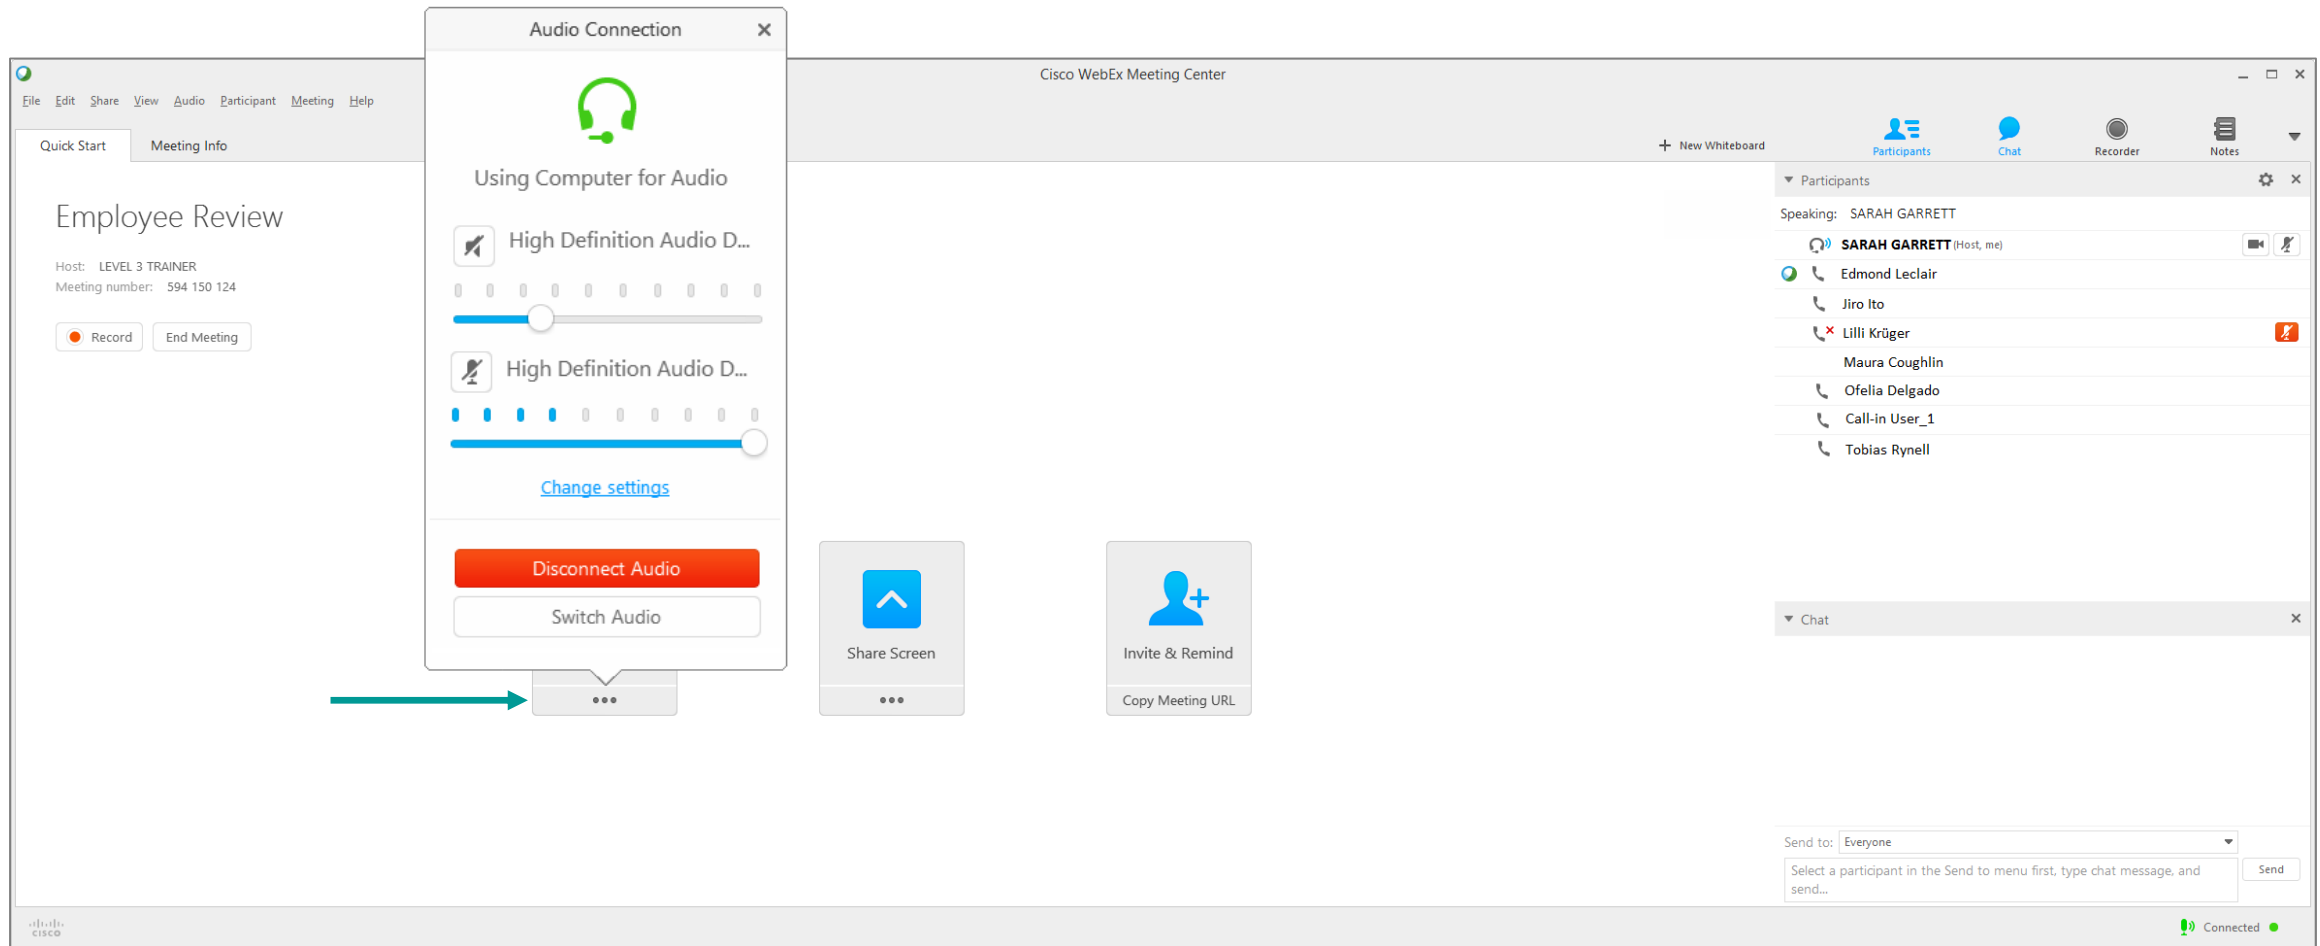 Audio Connection
Cisco WebEx Meeting Center
File Edit Share View Audio Participant Meeting Help
Quick Start
Meeting Info
New Whiteboard
Participants
Chat
Recorder
Notes
Employee Review
Host: LEVEL 3 TRAINER
Meeting number: 594 150 124
Record
End Meeting
Using Computer for Audio
High Definition Audio D...
High Definition Audio D...
Change settings
Disconnect Audio
Switch Audio
Share Screen
Invite & Remind
Copy Meeting URL
Participants
Speaking: SARAH GARRETT
SARAH GARRETT (Host, me)
Edmond Leclair
Jiro Ito
Lilli Krüger
Maura Coughlin
Ofelia Delgado
Call-in User_1
Tobias Rynell
Chat
Send to: Everyone
Select a participant in the Send to menu first, type chat message, and
send...
Send
CISCO
Connected